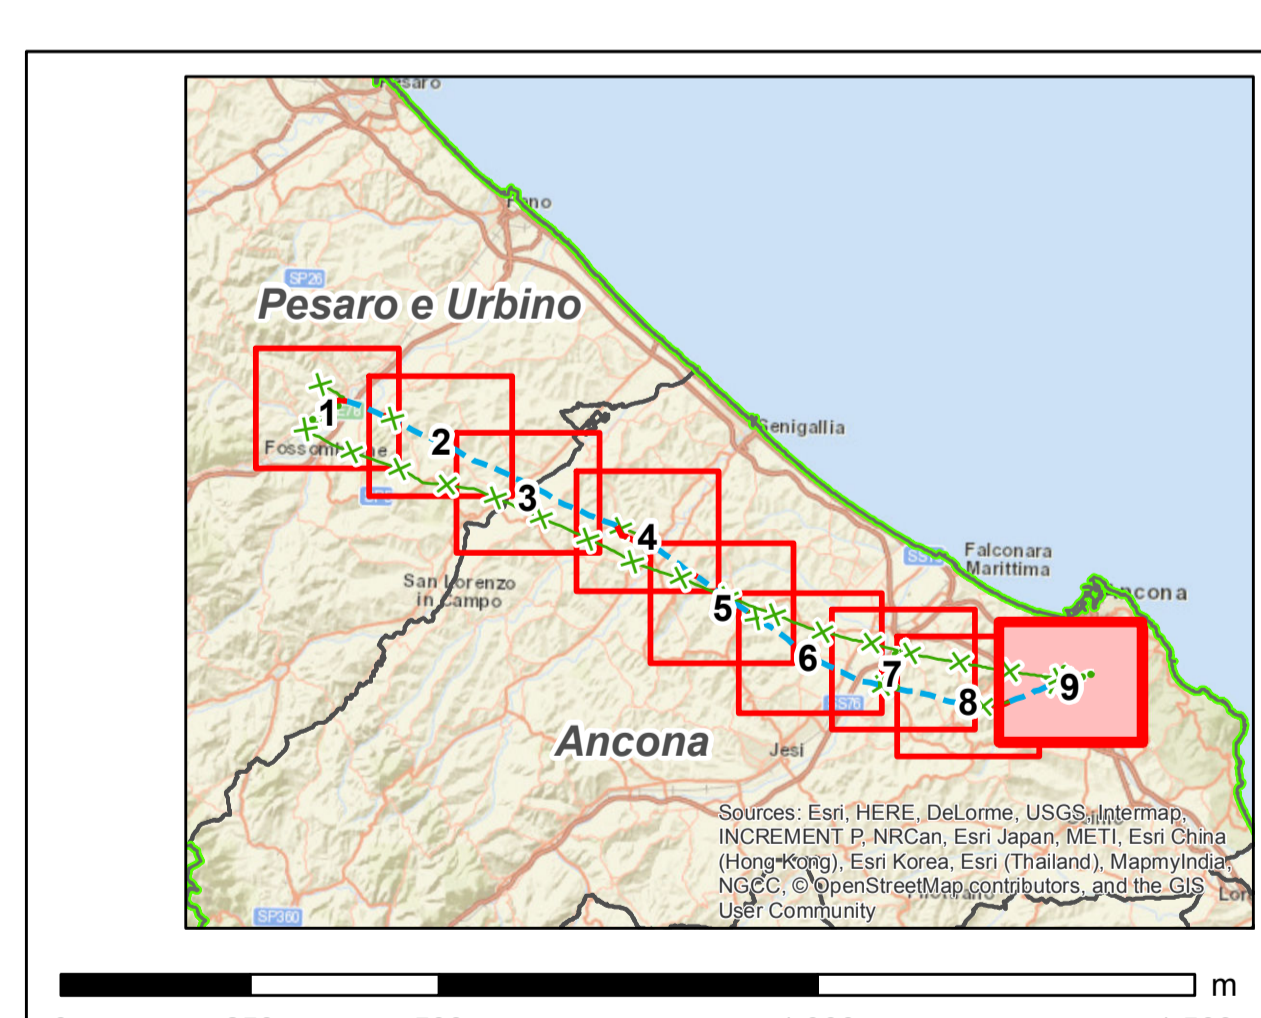 SP26
Pesaro e Urbino
1
2
3
4
Senigallia
San Lorenzo
in Campo
5
Falconara
Marittima
6
7
8
9
SS76
Ancona
Jesi
Sources: Esri, HERE, DeLorme, USGS, Intermap,
INCREMENT P, NRCan, Esri Japan, METI, Esri China
(Hong Kong), Esri Korea, Esri (Thailand), MapmyIndia,
NGCC, © OpenStreetMap contributors, and the GIS
User Community
SP360
m